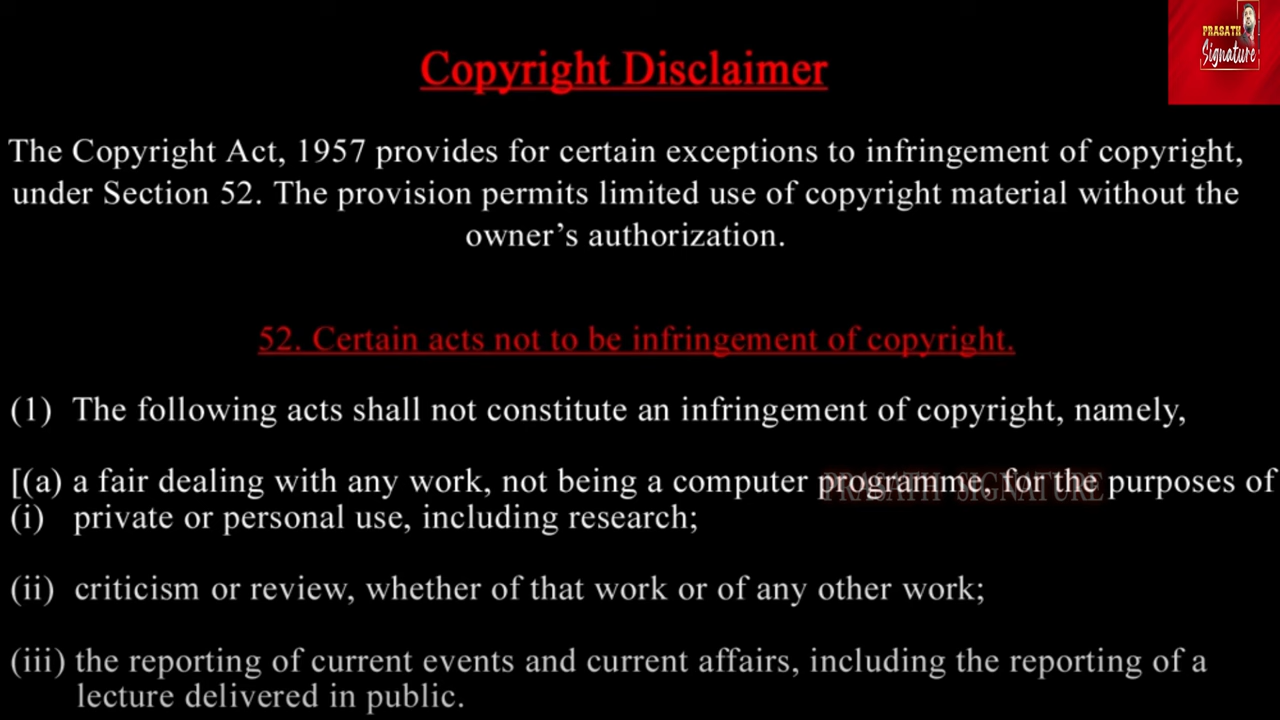 PRASATH
Signature
Copyright Disclaimer
The Copyright Act, 1957 provides for certain exceptions to infringement of copyright,
under Section 52. The provision permits limited use of copyright material without the
owner’s authorization.
52. Certain acts not to be infringement of copyright.
(1) The following acts shall not constitute an infringement of copyright, namely,
[(a) a fair dealing with any work, not being a computer programme, for the purposes of
PRASATH SIGNATURE
(i) private or personal use, including research;
(ii) criticism or review, whether of that work or of any other work;
(iii) the reporting of current events and current affairs, including the reporting of a
lecture delivered in public.